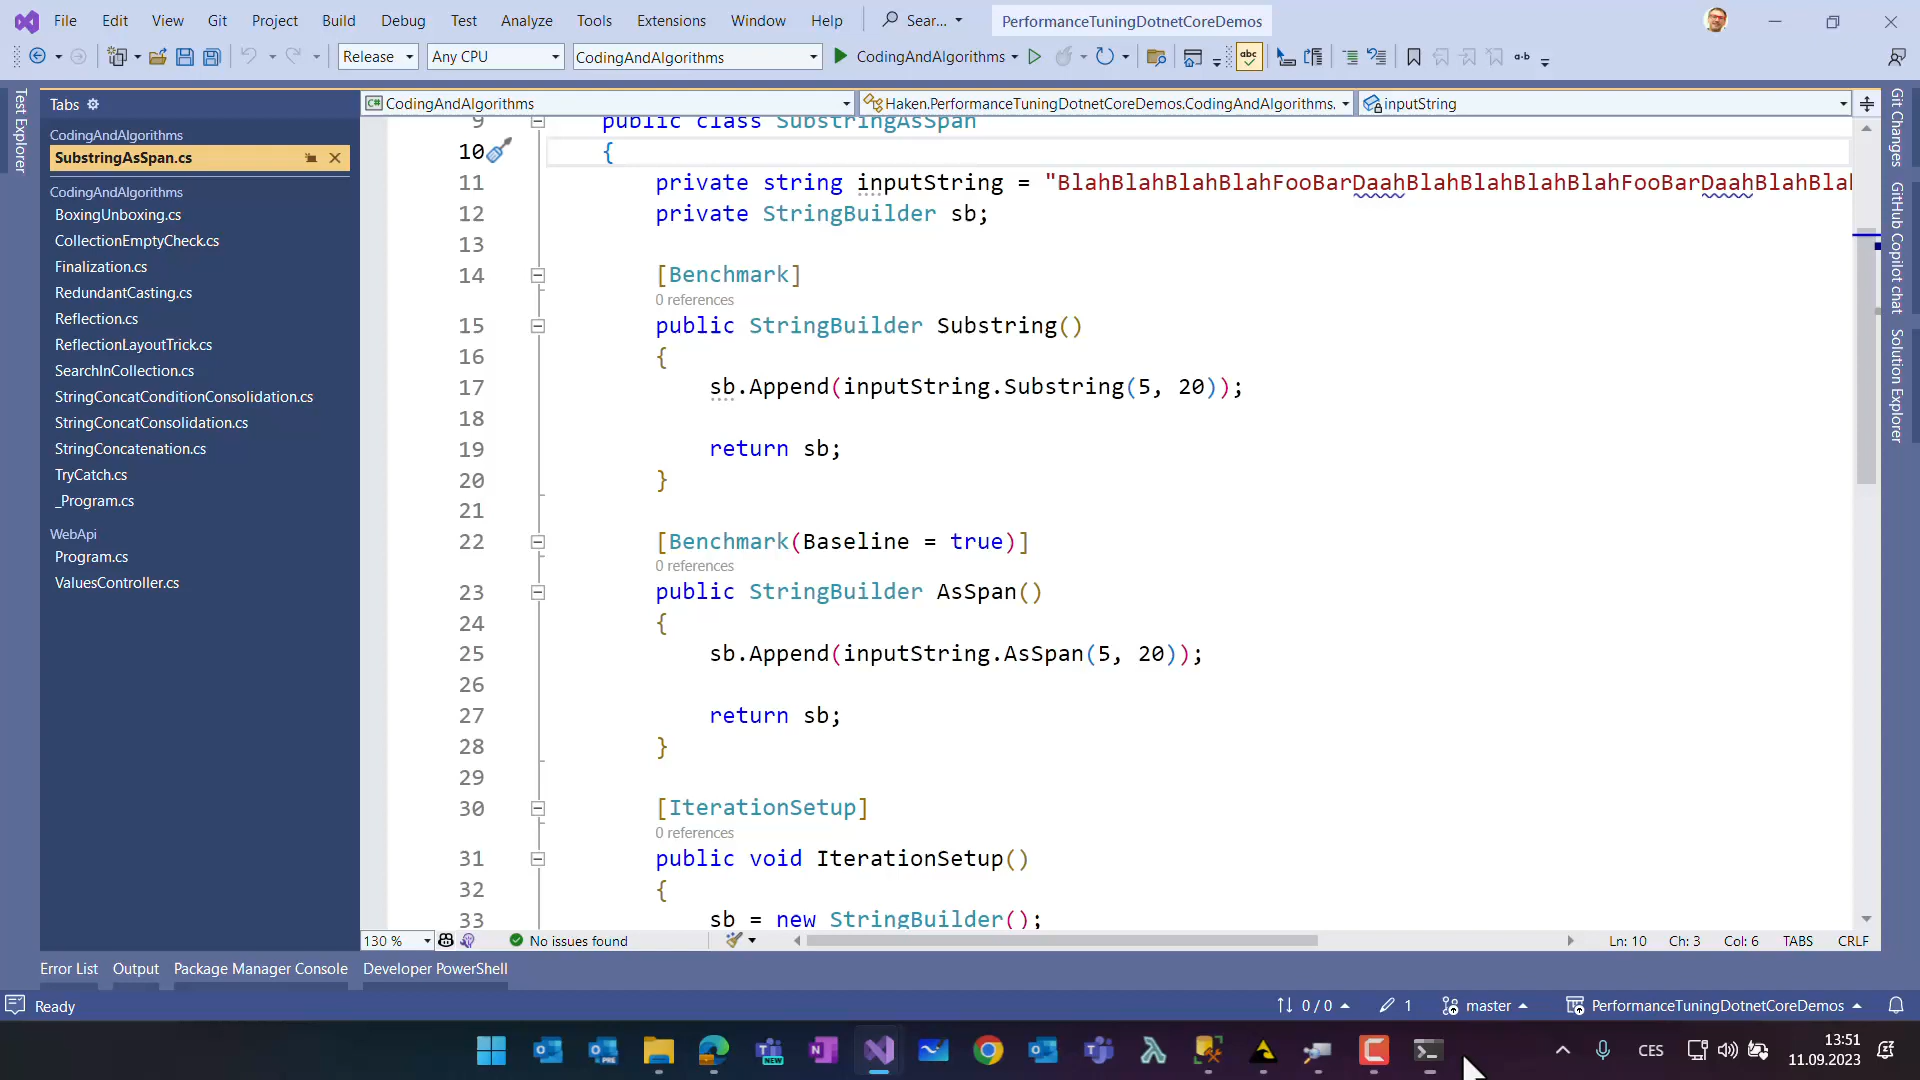 File Edit View Git Project Build Debug Test Analyze Tools Extensions Window Help Sear... PerformanceTuningDotnetCoreDemos
Release Any CPU CodingAndAlgorithms CodingAndAlgorithms
Test Explorer
Tabs
CodingAndAlgorithms
SubstringAsSpan.cs
CodingAndAlgorithms
BoxingUnboxing.cs
CollectionEmptyCheck.cs
Finalization.cs
RedundantCasting.cs
Reflection.cs
ReflectionLayoutTrick.cs
SearchInCollection.cs
StringConcatConditionConsolidation.cs
StringConcatConsolidation.cs
StringConcatenation.cs
TryCatch.cs
_Program.cs
WebApi
Program.cs
ValuesController.cs
CodingAndAlgorithms Haken.PerformanceTuningDotnetCoreDemos.CodingAndAlgorithms. inputString
9 public class SubstringAsSpan
10 {
11 private string inputString = "BlahBlahBlahBlahFooBarDaahBlahBlahBlahBlahFooBarDaahBlahBlah
12 private StringBuilder sb;
13
14 [Benchmark]
0 references
15 public StringBuilder Substring()
16 {
17 sb.Append(inputString.Substring(5, 20));
18
19 return sb;
20 }
21
22 [Benchmark(Baseline = true)]
0 references
23 public StringBuilder AsSpan()
24 {
25 sb.Append(inputString.AsSpan(5, 20));
26
27 return sb;
28 }
29
30 [IterationSetup]
0 references
31 public void IterationSetup()
32 {
33 sb = new StringBuilder();
130 % No issues found Ln: 10 Ch: 3 Col: 6 TABS CRLF
Git Changes
GitHub Copilot chat
Solution Explorer
Error List Output Package Manager Console Developer PowerShell
Ready 0 / 0 1 master PerformanceTuningDotnetCoreDemos
CES 13:51
11.09.2023